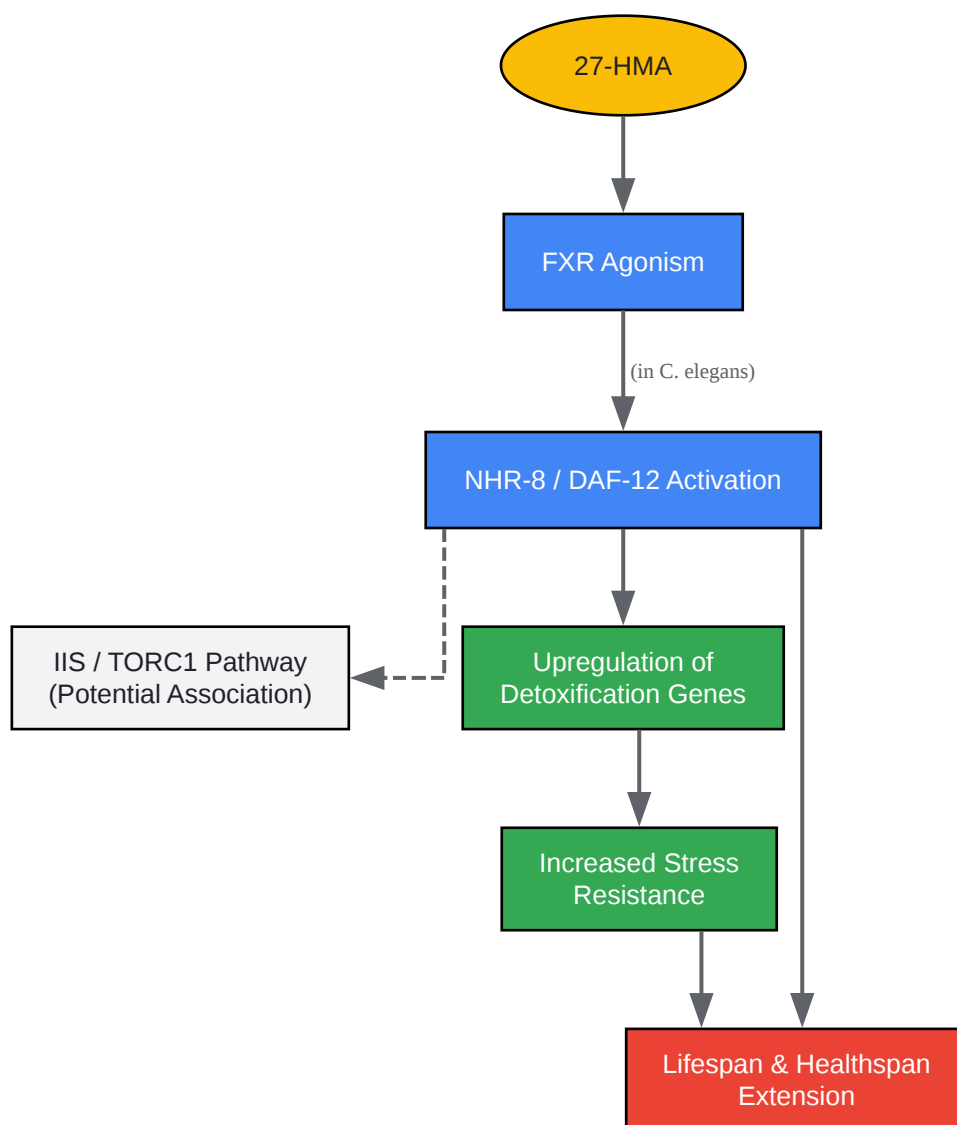 27-HMA
FXR Agonism
(in C. elegans)
NHR-8 / DAF-12 Activation
IIS / TORC1 Pathway
(Potential Association)
Upregulation of
Detoxification Genes
Increased Stress
Resistance
Lifespan & Healthspan
Extension